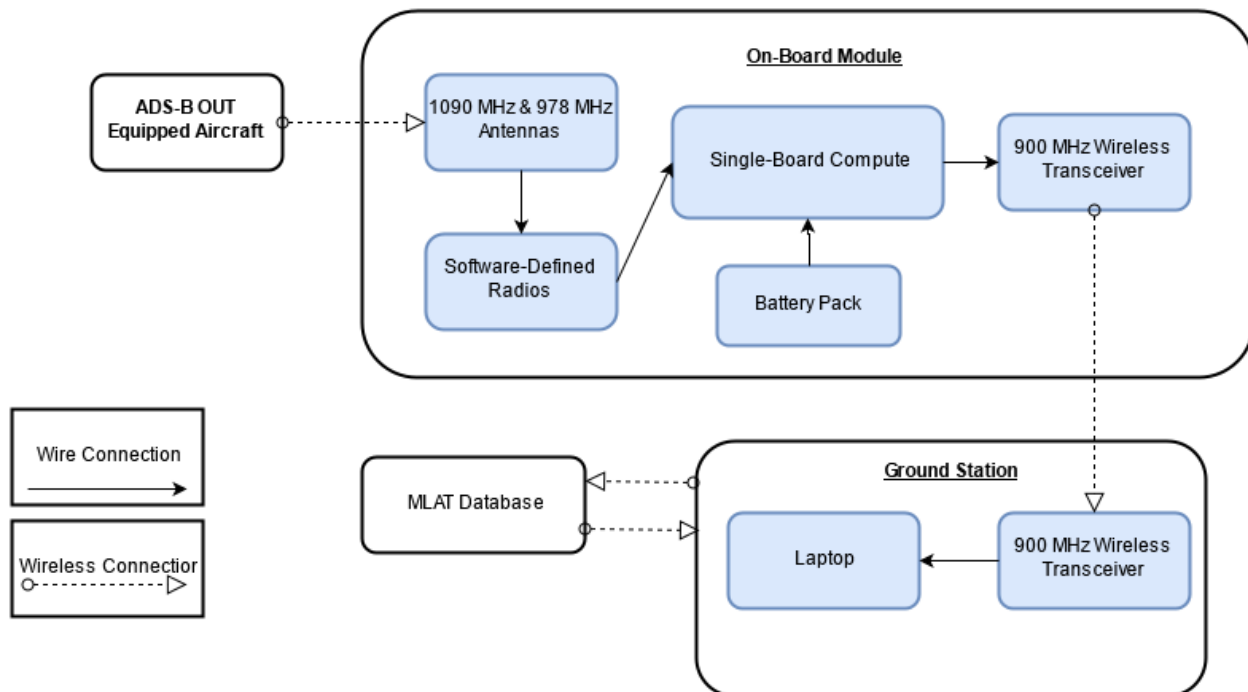 On-Board Module
ADS-B OUT
Equipped Aircraft
1090 MHz & 978 MHz
Antennas
Single-Board Compute
900 MHz Wireless
Transceiver
Software-Defined
Radios
Battery Pack
Wire Connection
Wireless Connectior
MLAT Database
Ground Station
Laptop
900 MHz Wireless
Transceiver